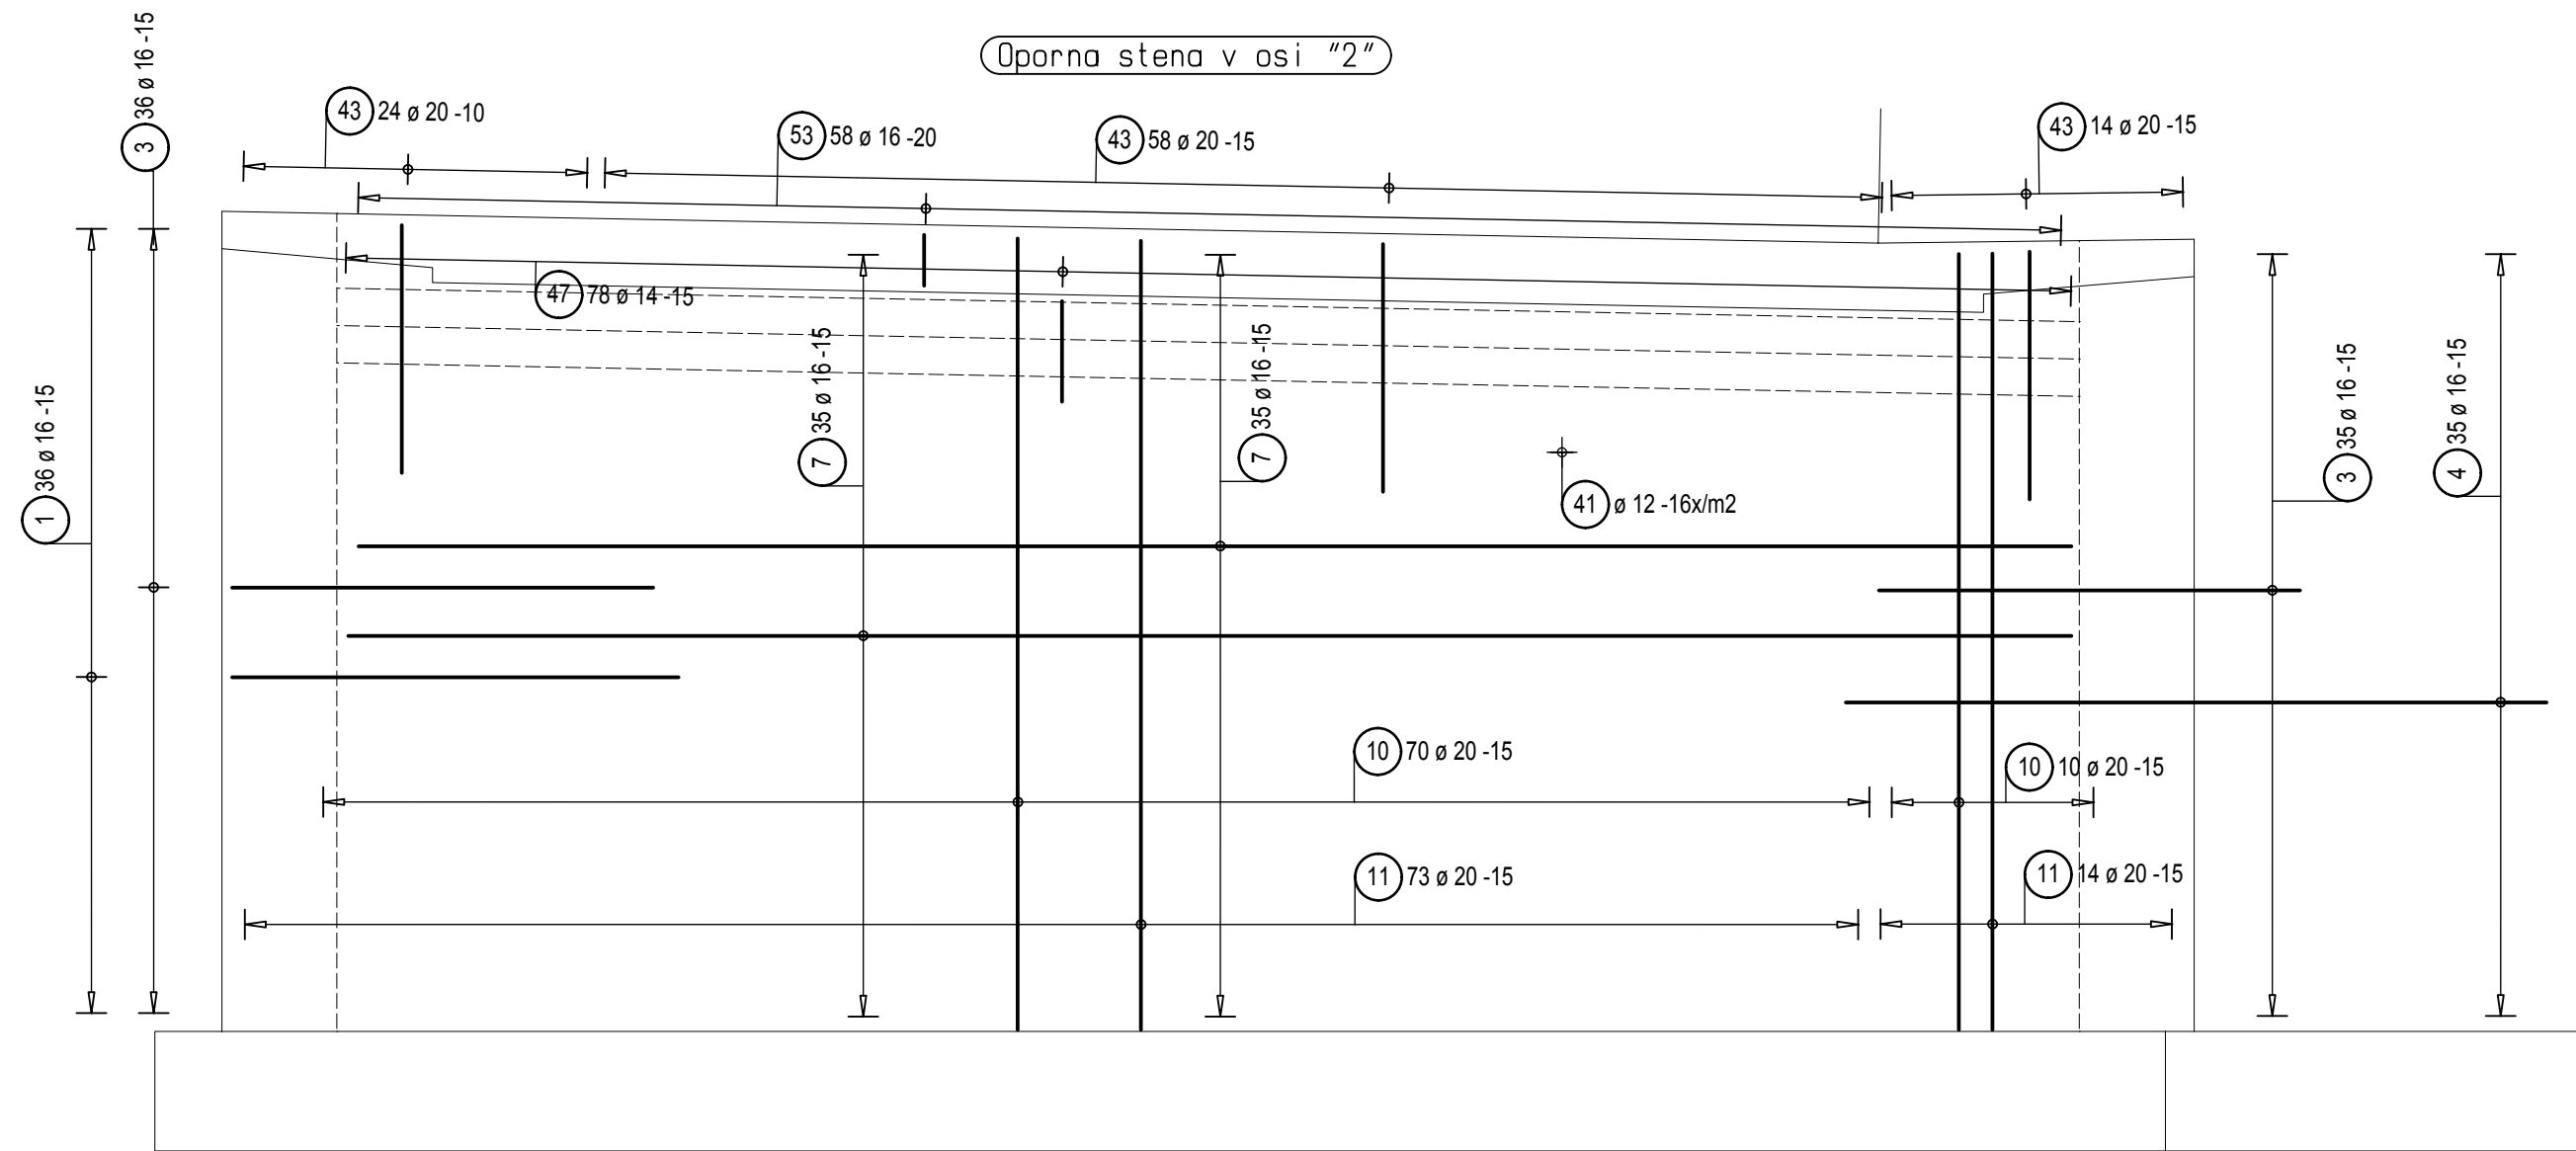 Oporna stena v osi "2"
3 36 ø 16 -15
43 24 ø 20 -10
53 58 ø 16 -20
43 58 ø 20 -15
43 14 ø 20 -15
47 78 ø 14 -15
1 36 ø 16 -15
7 35 ø 16 -15
7 35 ø 16 -15
41 ø 12 -16x/m2
3 35 ø 16 -15
4 35 ø 16 -15
10 70 ø 20 -15
10 10 ø 20 -15
11 73 ø 20 -15
11 14 ø 20 -15